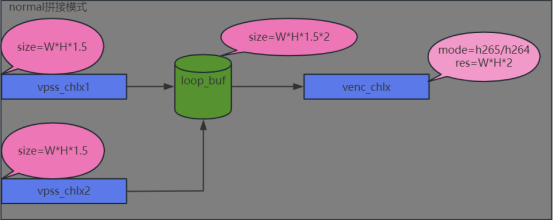 normal拼接模式
size=W*H*1.5
vpss_chlx1
size=W*H*1.5*2
loop_buf
mode=h265/h264
res=W*H*2
venc_chlx
size=W*H*1.5
vpss_chlx2